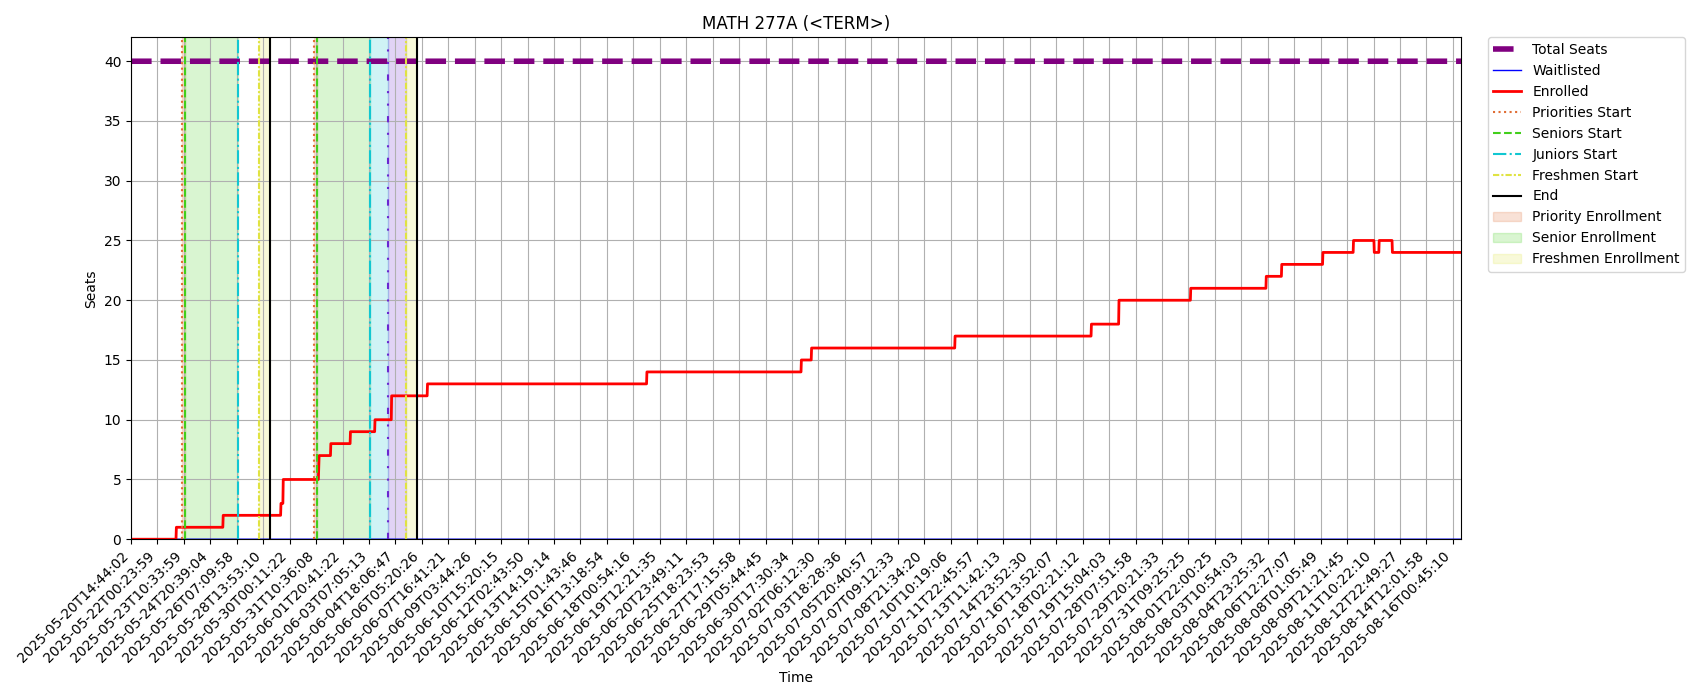 MATH 277A (<TERM>)
Total Seats
Waitlisted
Enrolled
Priorities Start
Seniors Start
Juniors Start
Freshmen Start
End
Priority Enrollment
Senior Enrollment
Freshmen Enrollment
Seats
40
35
30
25
20
15
10
5
0
2025-05-20T14:44:02
2025-05-22T00:23:59
2025-05-23T10:33:59
2025-05-24T20:39:04
2025-05-26T07:09:58
2025-05-28T13:53:10
2025-05-30T00:11:22
2025-05-31T10:36:08
2025-06-01T20:41:22
2025-06-03T07:05:13
2025-06-04T18:06:47
2025-06-06T05:20:26
2025-06-07T16:41:21
2025-06-09T03:44:26
2025-06-10T15:20:15
2025-06-12T02:43:50
2025-06-13T14:19:14
2025-06-15T01:43:46
2025-06-16T13:18:54
2025-06-18T00:54:16
2025-06-19T12:21:35
2025-06-20T23:49:11
2025-06-25T18:23:53
2025-06-27T17:15:58
2025-06-29T05:44:45
2025-06-30T17:30:34
2025-07-02T06:12:30
2025-07-03T18:28:36
2025-07-05T20:40:57
2025-07-07T09:12:33
2025-07-08T21:34:20
2025-07-10T10:19:06
2025-07-11T22:45:57
2025-07-13T11:42:13
2025-07-14T23:52:30
2025-07-16T13:52:07
2025-07-18T02:21:12
2025-07-19T15:04:03
2025-07-28T07:51:58
2025-07-29T20:21:33
2025-07-31T09:25:25
2025-08-01T22:00:25
2025-08-03T10:54:03
2025-08-04T23:25:32
2025-08-06T12:27:07
2025-08-08T01:05:49
2025-08-09T21:21:45
2025-08-11T10:22:10
2025-08-12T22:49:27
2025-08-14T12:01:58
2025-08-16T00:45:10
Time